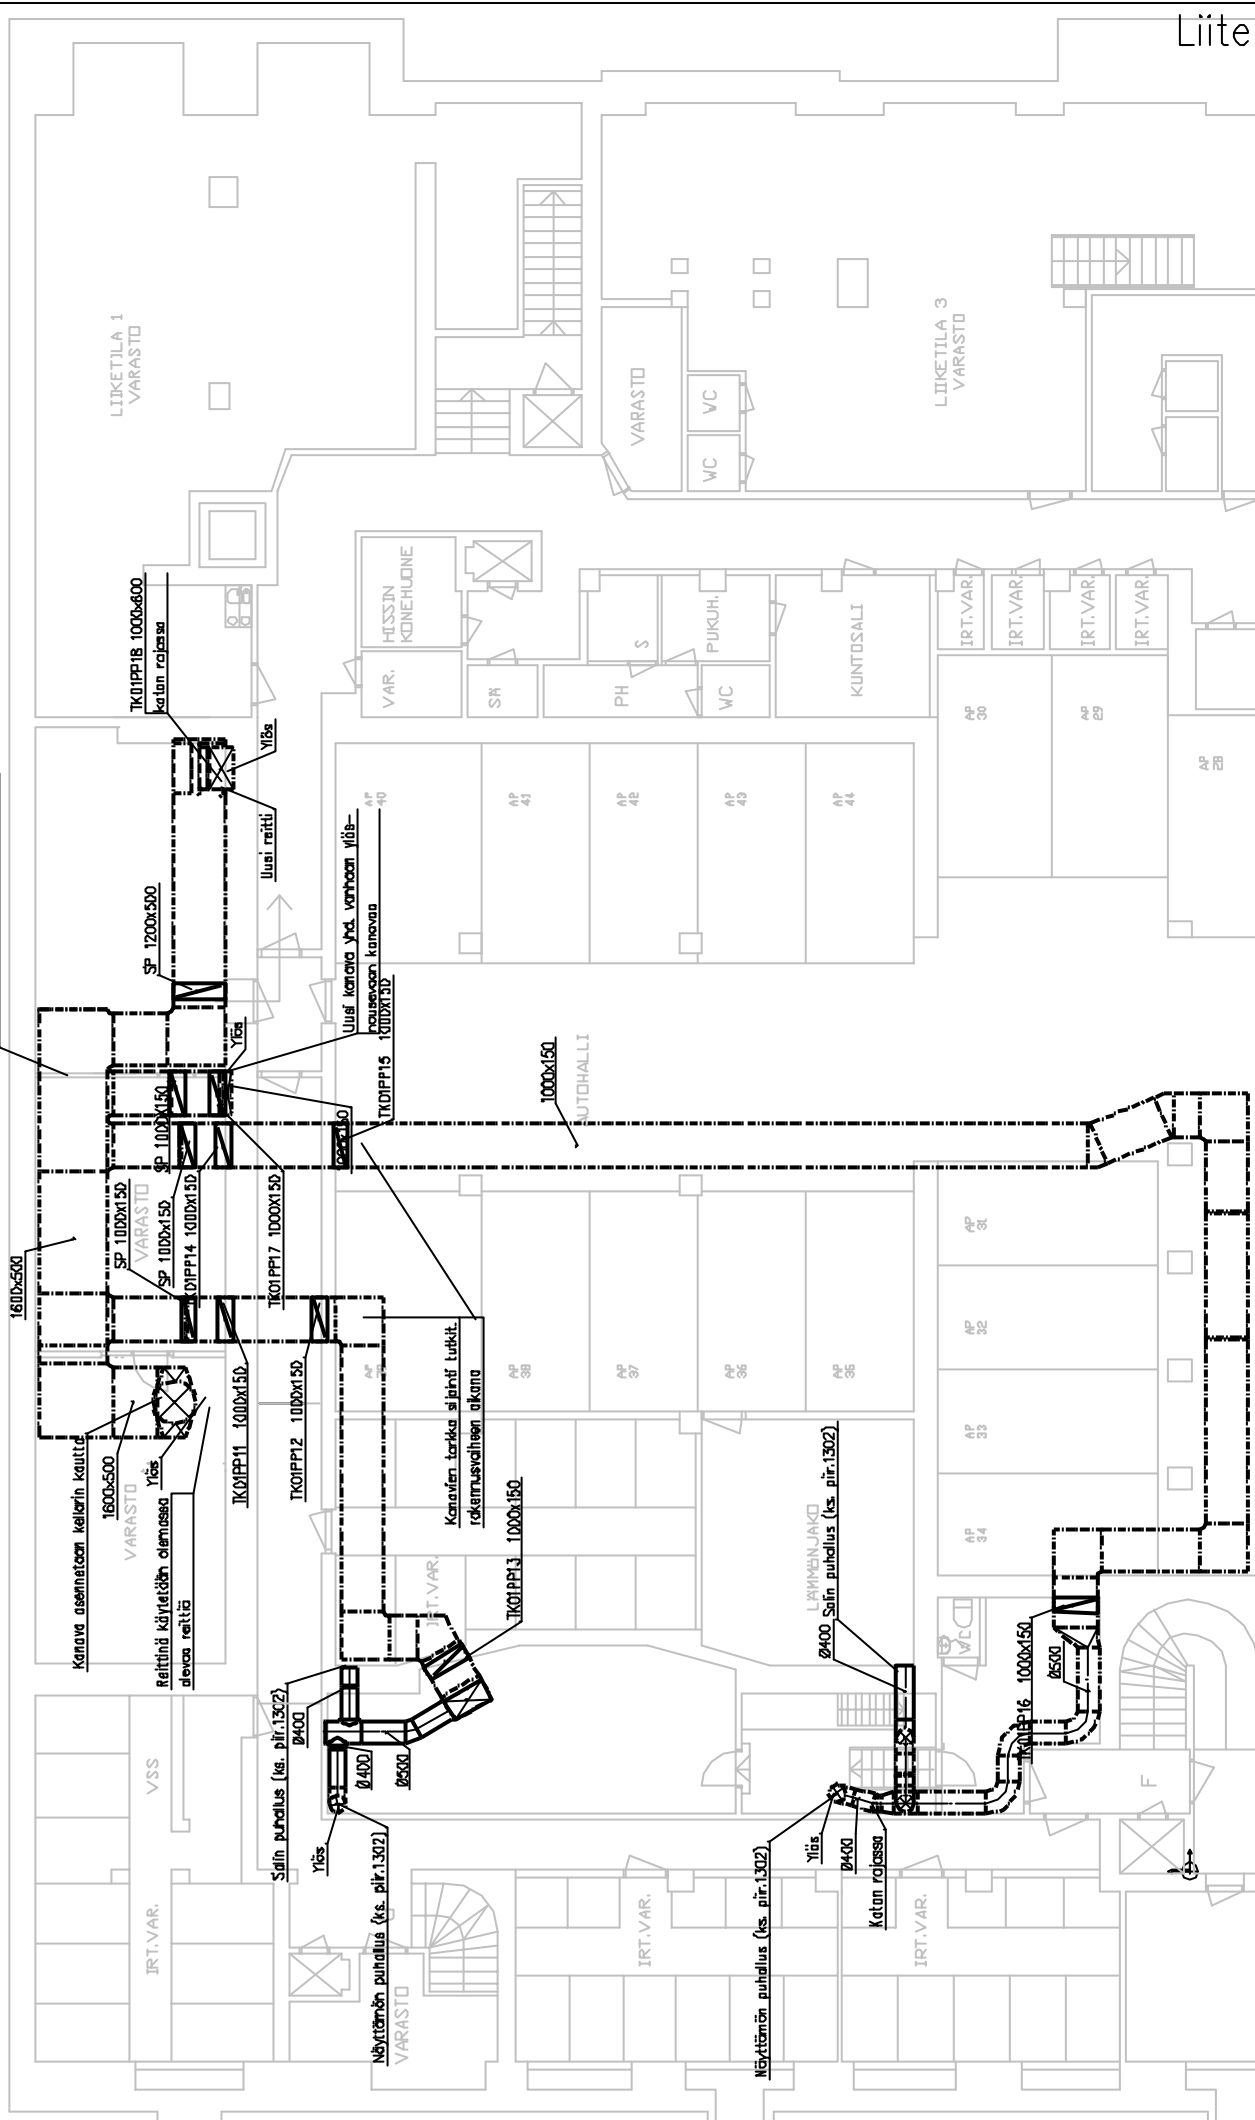 Liite
LIIKETILA 1
VARASTO
LIIKETILA 3
VARASTO
VARASTO
WC
WC
HISSIN
KONEHUONE
VAR.
SK
PH
S
PUKUH.
WC
KUNTOSALI
IRT.VAR.
IRT.VAR.
IRT.VAR.
IRT.VAR.
TK01PP18 1000x600
katon rajassa
Ylös
Uusi reitti
SP 1200x500
AP
40
AP
41
AP
42
AP
43
AP
44
AP
30
AP
29
AP
28
Uusi kanava yhd. vanhaan ylös-
nousevaan kanavaa
TK01PP15 1000x150
Ylös
SP 1000x150
1000x150
1000x150
AUTOHALLI
1600x500
SP 1000x150
VARASTO
SP 1000x150
TK01PP14 1000x150
TK01PP17 1000x150
AP
38
AP
37
AP
36
AP
35
AP
31
AP
32
AP
33
AP
34
Kanava asennetaan kellarin kautta
1600x500
VARASTO
Ylös
Reittinä käytetään olemassa
olevaa reittiä
TK01PP11 1000x150
TK01PP12 1000x150
Kanavien tarkka sijainti tutkit.
rakennusvaiheen aikana
TK01PP13 1000x150
IRT.VAR.
LÄMMÖNJAKO
Ø400 Salin puhallus (ks. piir.1302)
WC
TK01PP16 1000x150
Ø500
VSS
Salin puhallus (ks. piir.1302)
Ø400
Ø400
Ø500
Ylös
Näyttämön puhallus (ks. piir.1302)
Näyttämön puhallus (ks. piir.1302)
Ylös
Ø400
Katon rajassa
F
IRT.VAR.
VARASTO
IRT.VAR.
IRT.VAR.